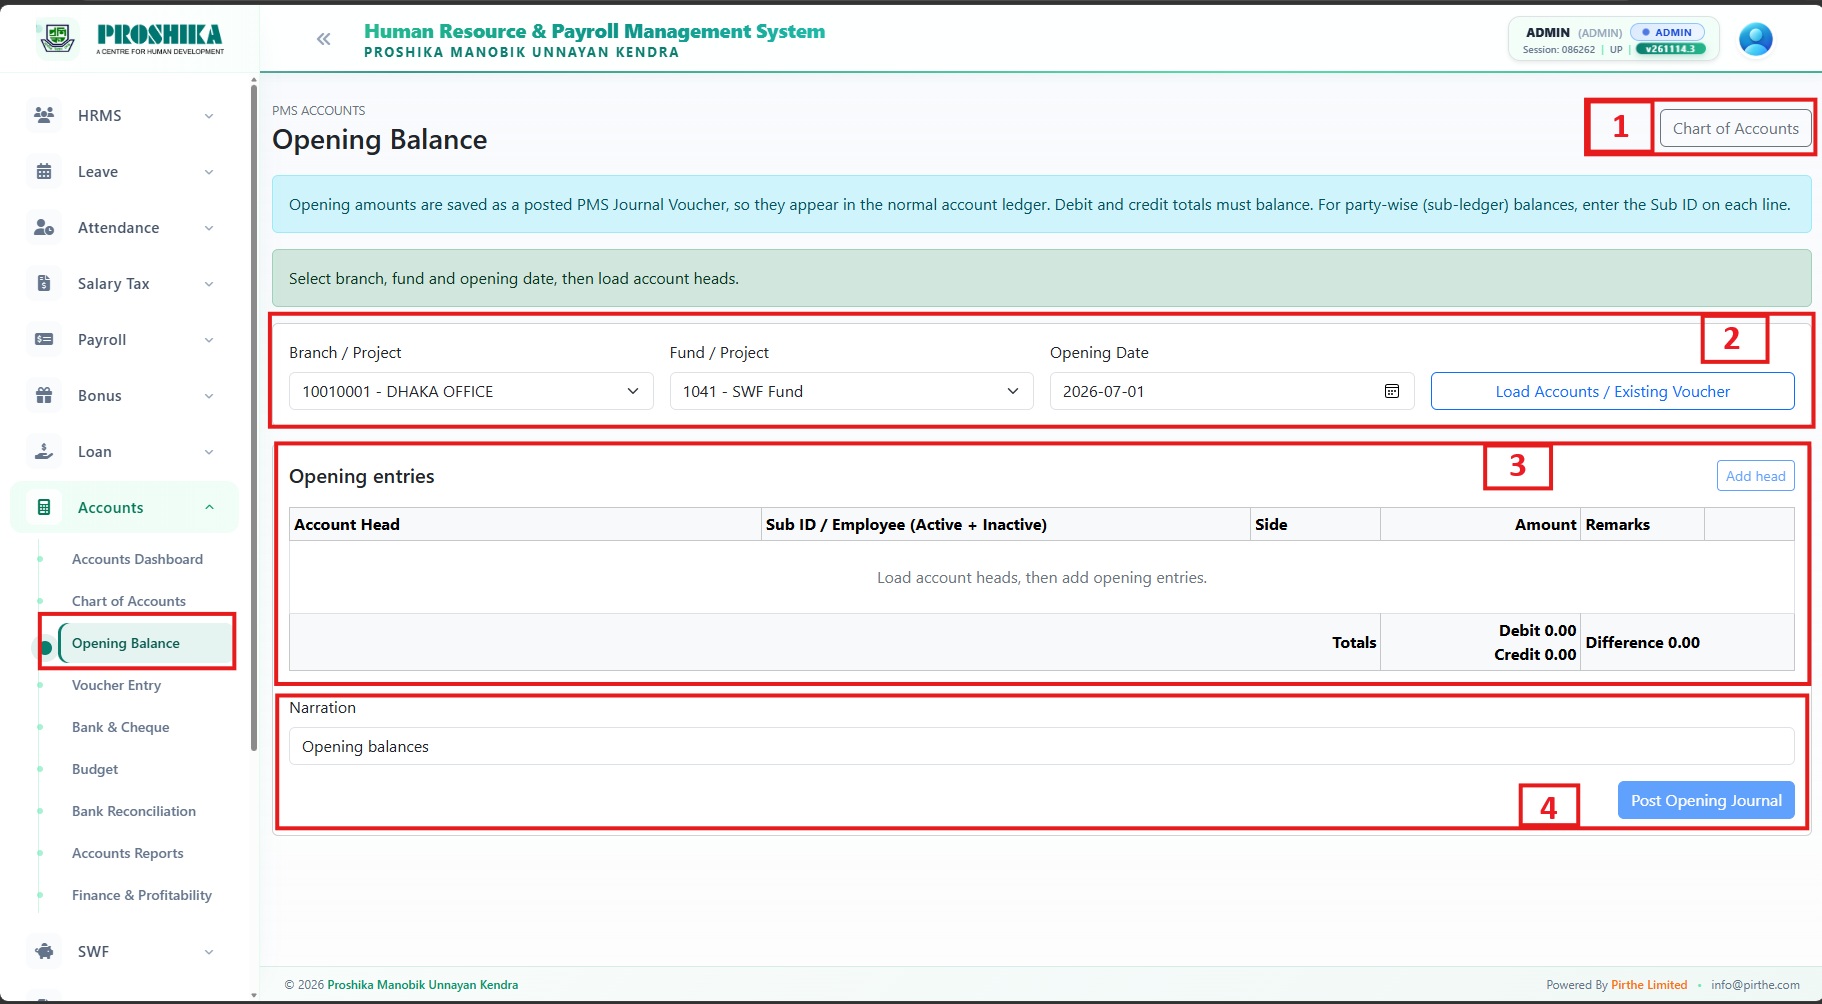 PROSHIKA
A CENTRE FOR HUMAN DEVELOPMENT
Human Resource & Payroll Management System
PROSHIKA MANOBIK UNNAYAN KENDRA
ADMIN (ADMIN) ADMIN
Session: 086262 | UP | v261114.3
HRMS
Leave
Attendance
Salary Tax
Payroll
Bonus
Loan
Accounts
Accounts Dashboard
Chart of Accounts
Opening Balance
Voucher Entry
Bank & Cheque
Budget
Bank Reconciliation
Accounts Reports
Finance & Profitability
SWF
PMS ACCOUNTS
Opening Balance
1
Chart of Accounts
Opening amounts are saved as a posted PMS Journal Voucher, so they appear in the normal account ledger. Debit and credit totals must balance. For party-wise (sub-ledger) balances, enter the Sub ID on each line.
Select branch, fund and opening date, then load account heads.
2
Branch / Project
Fund / Project
Opening Date
10010001 - DHAKA OFFICE
1041 - SWF Fund
2026-07-01
Load Accounts / Existing Voucher
3
Opening entries
Add head
Account Head
Sub ID / Employee (Active + Inactive)
Side
Amount
Remarks
Load account heads, then add opening entries.
Totals
Debit 0.00
Credit 0.00
Difference 0.00
Narration
Opening balances
4
Post Opening Journal
© 2026 Proshika Manobik Unnayan Kendra
Powered By Pirthe Limited • info@pirthe.com